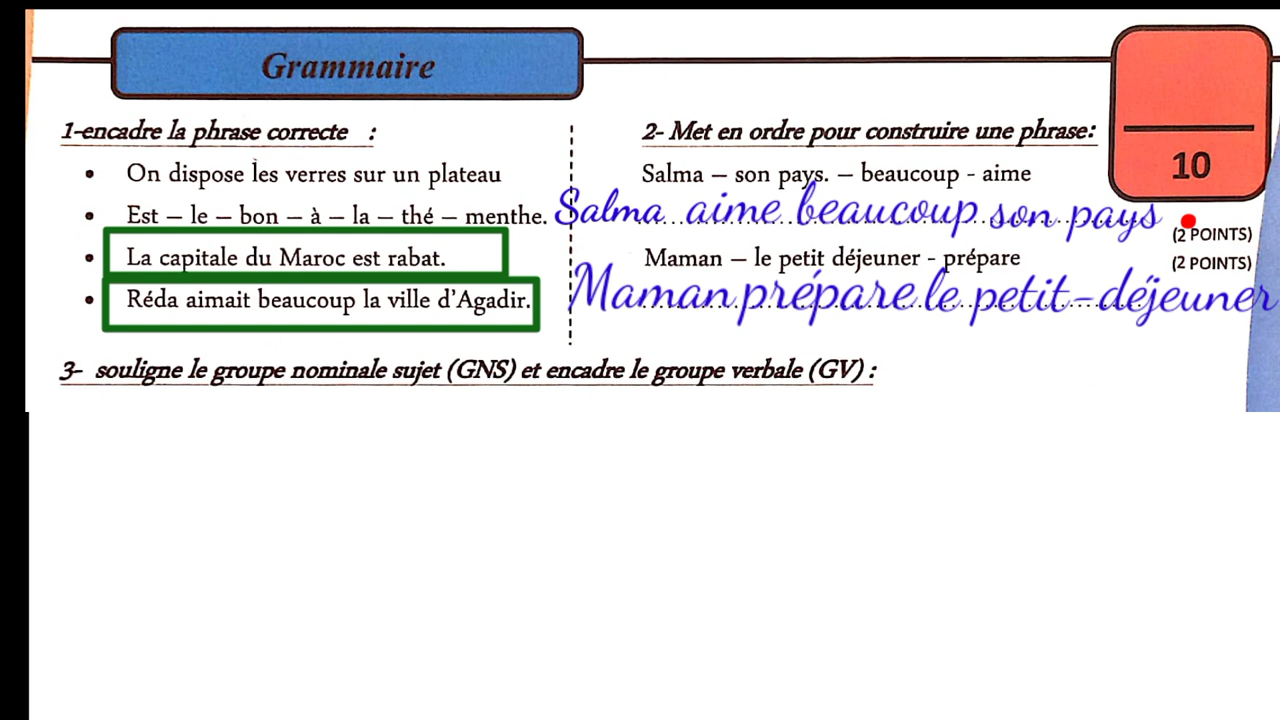 Grammaire
10
1-encadre la phrase correcte :
On dispose les verres sur un plateau
Est – le – bon – à – la – thé – menthe.
La capitale du Maroc est rabat.
Réda aimait beaucoup la ville d'Agadir.
2- Met en ordre pour construire une phrase:
Salma – son pays. – beaucoup - aime
Salma aime beaucoup son pays
(2 POINTS)
Maman – le petit déjeuner - prépare
(2 POINTS)
Maman prépare le petit-déjeuner
3- souligne le groupe nominale sujet (GNS) et encadre le groupe verbale (GV) :